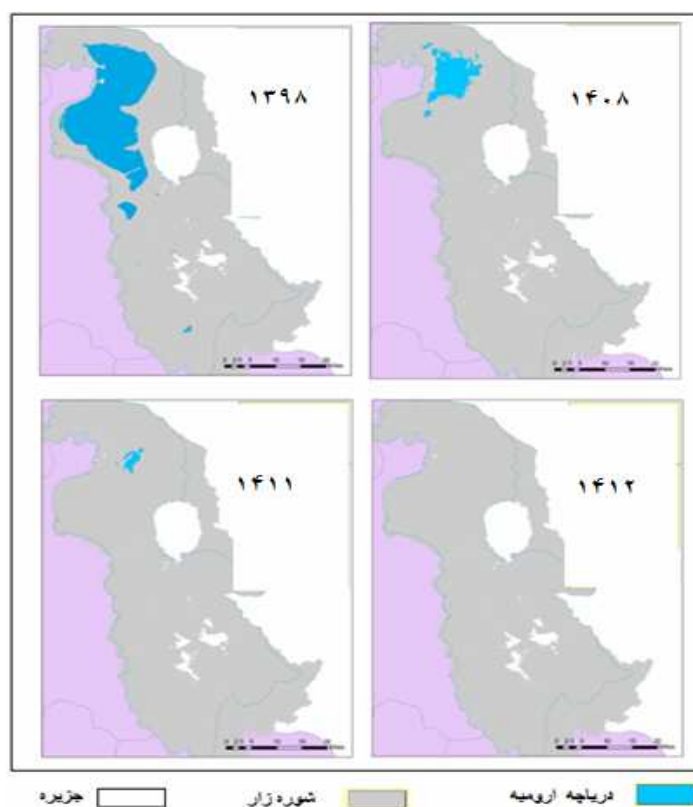 ۱۳۹۸
۱۴۰۸
۱۴۱۱
۱۴۱۲
دریاچه ارومیه
شوره زار
جزیره